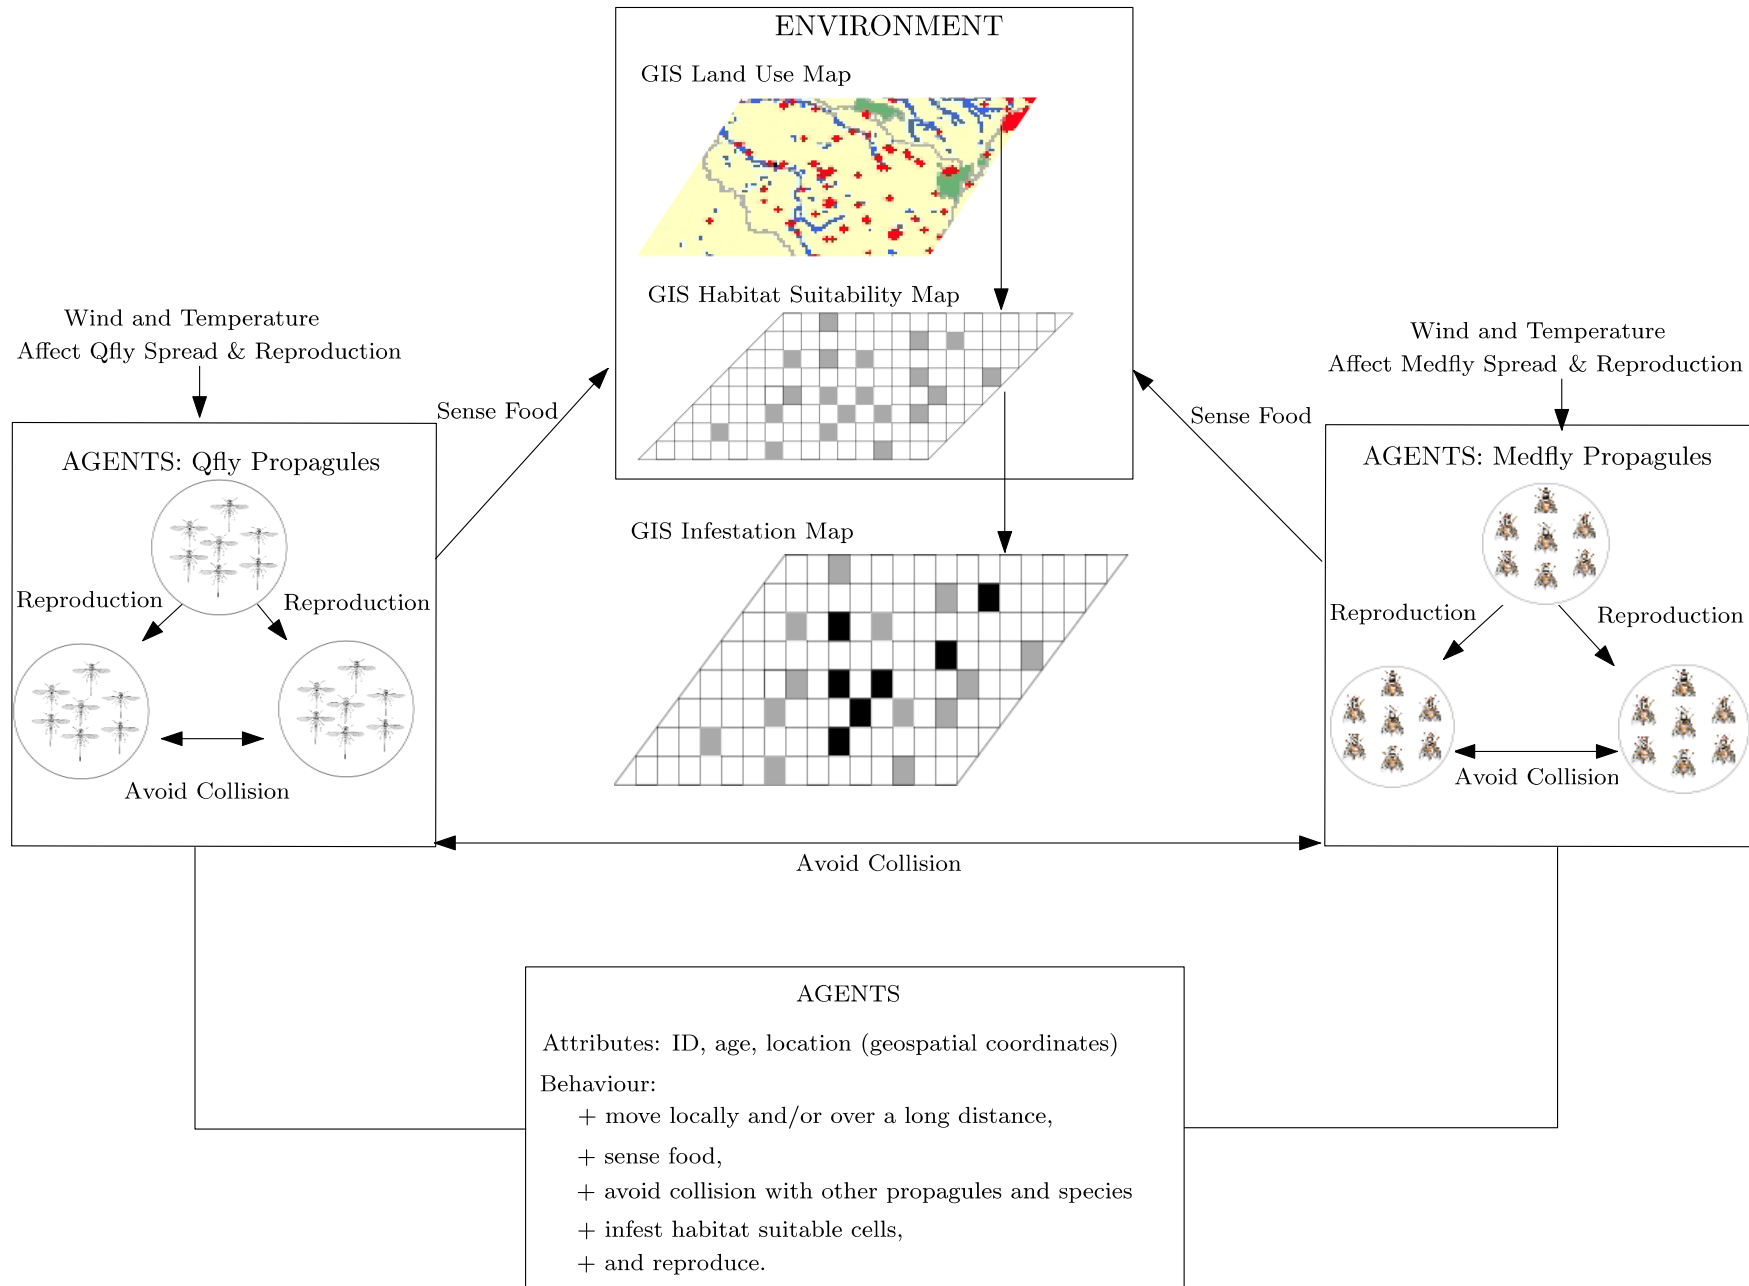 ENVIRONMENT
GIS Land Use Map
GIS Habitat Suitability Map
Wind and Temperature
Affect Qfly Spread & Reproduction
Wind and Temperature
Affect Medfly Spread & Reproduction
Sense Food
Sense Food
AGENTS: Qfly Propagules
AGENTS: Medfly Propagules
GIS Infestation Map
Reproduction
Reproduction
Reproduction
Reproduction
Avoid Collision
Avoid Collision
Avoid Collision
AGENTS
Attributes: ID, age, location (geospatial coordinates)
Behaviour:
+ move locally and/or over a long distance,
+ sense food,
+ avoid collision with other propagules and species
+ infest habitat suitable cells,
+ and reproduce.